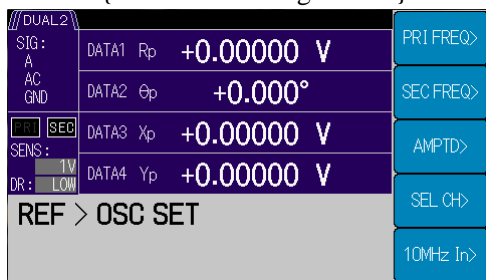 DUAL2
SIG:
A
AC
GND
PRI SEC
SENS:
1V
DR: LOW
DATA1 Rp +0.00000 V
DATA2 θp +0.000°
DATA3 Xp +0.00000 V
DATA4 Yp +0.00000 V
REF > OSC SET
PRI FREQ>
SEC FREQ>
AMPTD>
SEL CH>
10MHz In>